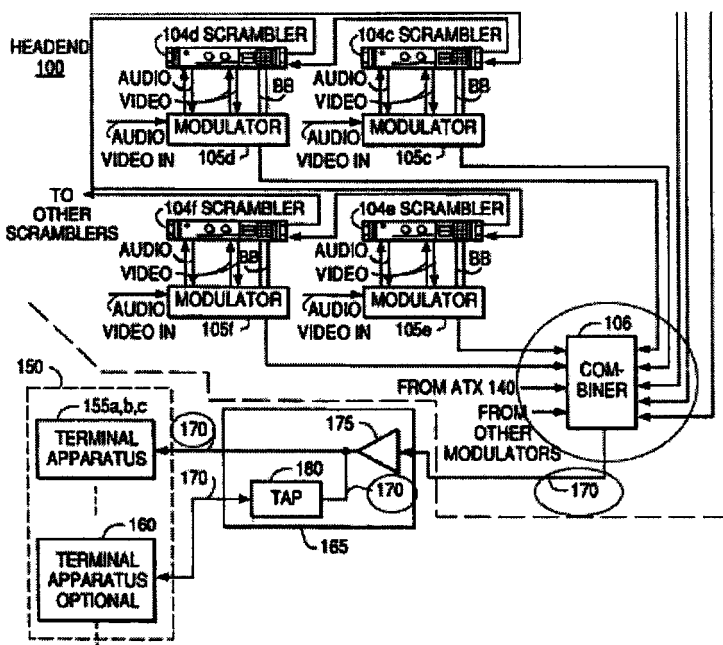 HEADEND
100
104d SCRAMBLER
104c SCRAMBLER
AUDIO
VIDEO
BB
AUDIO
VIDEO
BB
MODULATOR
MODULATOR
AUDIO
VIDEO IN
105d
AUDIO
VIDEO IN
105c
TO
OTHER
SCRAMBLERS
104f SCRAMBLER
104e SCRAMBLER
AUDIO
VIDEO
BB
AUDIO
VIDEO
BB
MODULATOR
MODULATOR
AUDIO
VIDEO IN
105f
AUDIO
VIDEO IN
105e
106
COM-
BINER
FROM ATX 140
FROM
OTHER
MODULATORS
150
155a,b,c
TERMINAL
APPARATUS
170
175
170
180
TAP
170
170
160
TERMINAL
APPARATUS
OPTIONAL
165